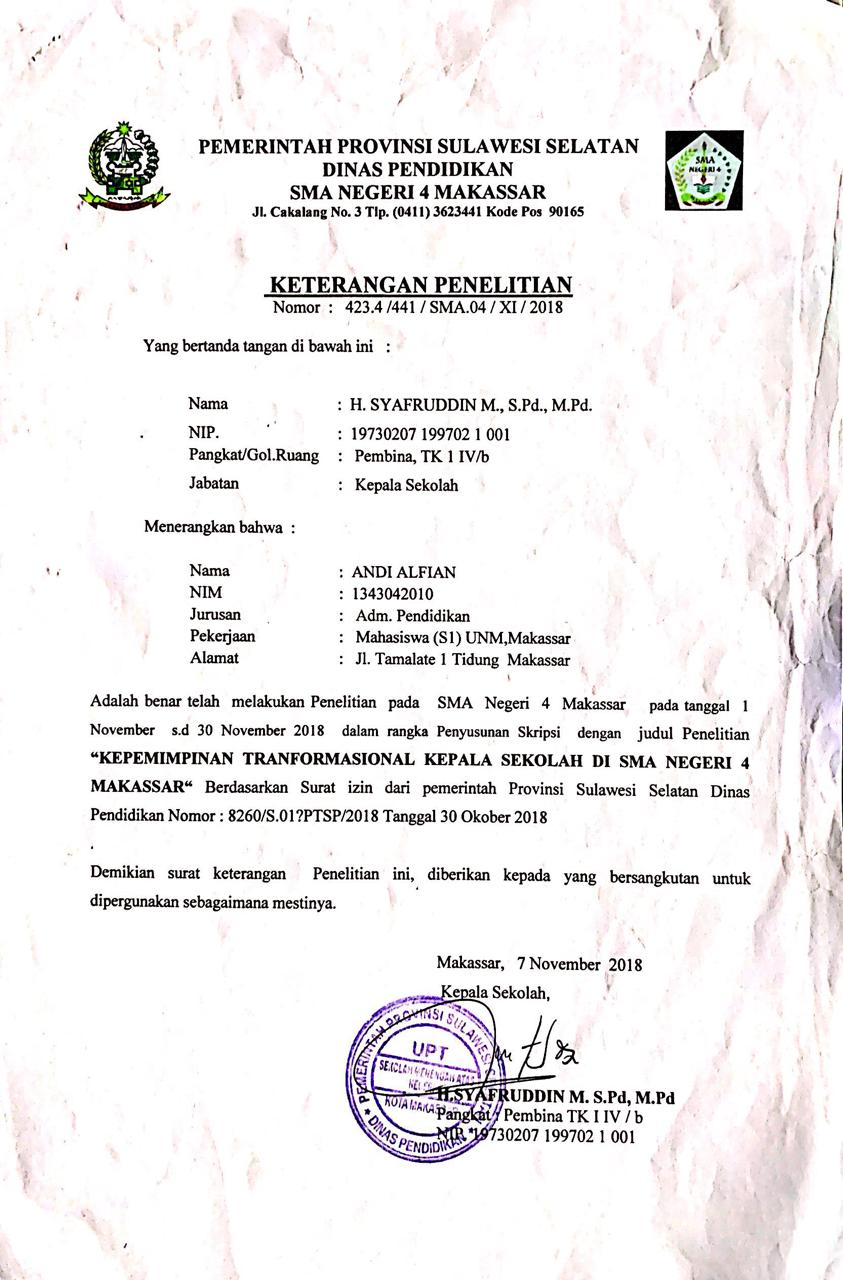 PEMERINTAH PROVINSI SULAWESI SELATAN
DINAS PENDIDIKAN
SMA NEGERI 4 MAKASSAR
Jl. Cakalang No. 3 Tlp. (0411) 3623441 Kode Pos 90165
SMA
NEGERI 4
KETERANGAN PENELITIAN
Nomor : 423.4 /441 / SMA.04 / XI / 2018
Yang bertanda tangan di bawah ini :
Nama : H. SYAFRUDDIN M., S.Pd., M.Pd.
NIP. : 19730207 199702 1 001
Pangkat/Gol.Ruang : Pembina, TK 1 IV/b
Jabatan : Kepala Sekolah
Menerangkan bahwa :
Nama : ANDI ALFIAN
NIM : 1343042010
Jurusan : Adm. Pendidikan
Pekerjaan : Mahasiswa (S1) UNM,Makassar
Alamat : Jl. Tamalate 1 Tidung Makassar
Adalah benar telah melakukan Penelitian pada SMA Negeri 4 Makassar pada tanggal 1
November s.d 30 November 2018 dalam rangka Penyusunan Skripsi dengan judul Penelitian
“KEPEMIMPINAN TRANFORMASIONAL KEPALA SEKOLAH DI SMA NEGERI 4
MAKASSAR“ Berdasarkan Surat izin dari pemerintah Provinsi Sulawesi Selatan Dinas
Pendidikan Nomor : 8260/S.01?PTSP/2018 Tanggal 30 Okober 2018
.
Demikian surat keterangan Penelitian ini, diberikan kepada yang bersangkutan untuk
dipergunakan sebagaimana mestinya.
Makassar, 7 November 2018
Kepala Sekolah,
PEMERINTAH PROVINSI SULAWESI
UPT
SEKOLAH MENENGAH ATAS
KOTA MAKASSAR
DINAS PENDIDIKAN
H.SYAFRUDDIN M. S.Pd, M.Pd
Pangkat : Pembina TK I IV / b
NIP. 19730207 199702 1 001